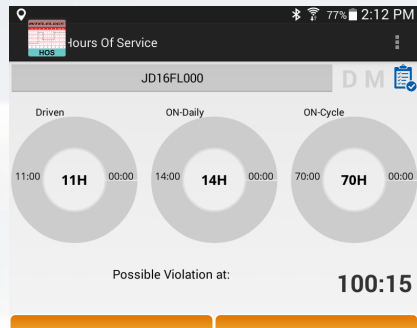 77% 2:12 PM
INTELLILOGX
HOS
Hours Of Service
JD16FL000
D M
Driven ON-Daily ON-Cycle
11:00 11H 00:00 14:00 14H 00:00 70:00 70H 00:00
Possible Violation at: 100:15